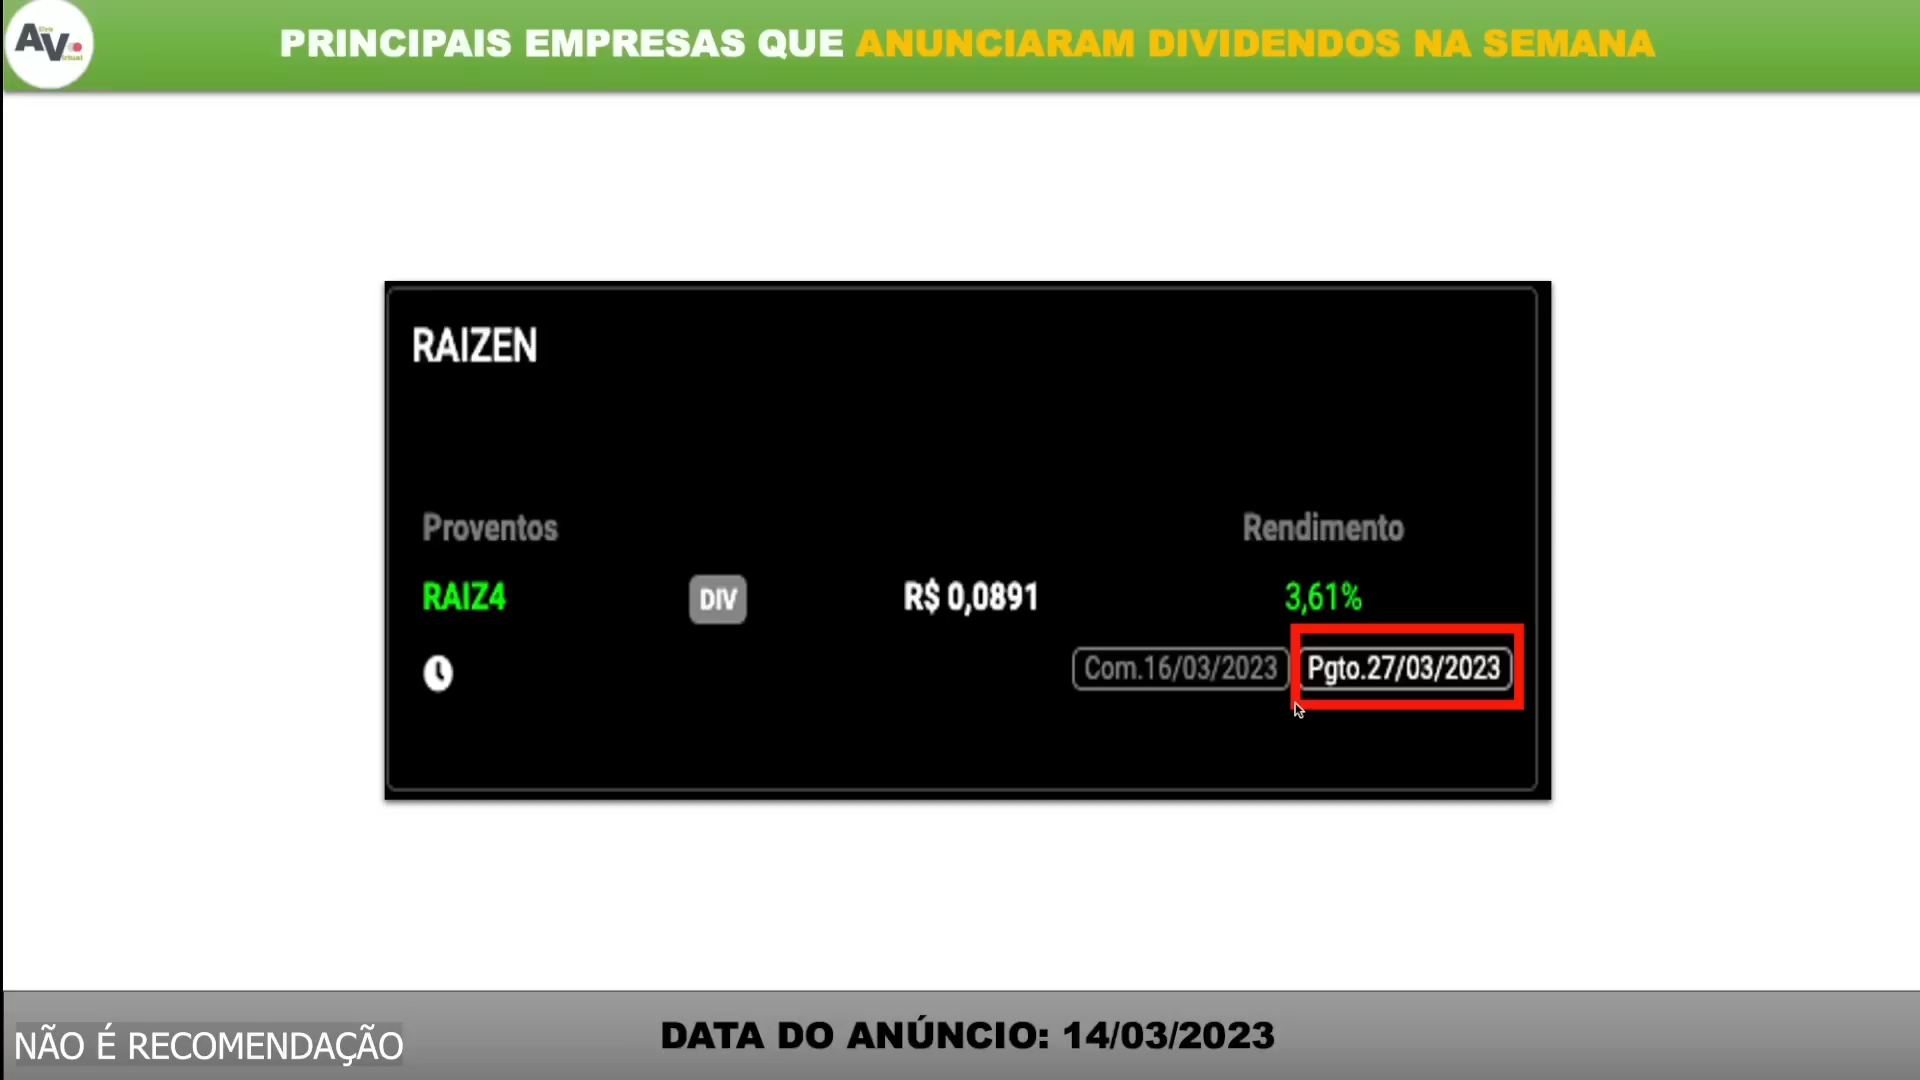 AV
PRINCIPAIS EMPRESAS QUE ANUNCIARAM DIVIDENDOS NA SEMANA
RAIZEN
Proventos Rendimento
RAIZ4 DIV R$ 0,0891 3,61%
Com.16/03/2023 Pgto.27/03/2023
NÃO É RECOMENDAÇÃO
DATA DO ANÚNCIO: 14/03/2023